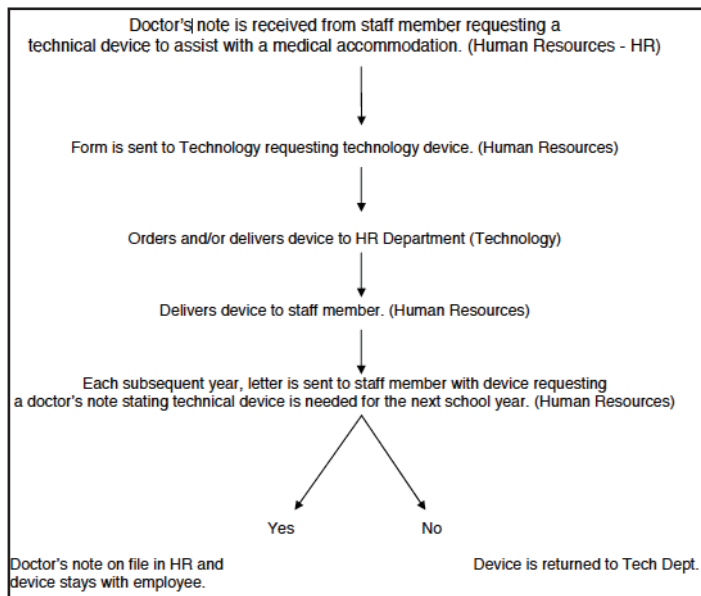 Doctor's note is received from staff member requesting a
technical device to assist with a medical accommodation. (Human Resources - HR)
Form is sent to Technology requesting technology device. (Human Resources)
Orders and/or delivers device to HR Department (Technology)
Delivers device to staff member. (Human Resources)
Each subsequent year, letter is sent to staff member with device requesting
a doctor's note stating technical device is needed for the next school year. (Human Resources)
Yes
No
Doctor's note on file in HR and
device stays with employee.
Device is returned to Tech Dept.